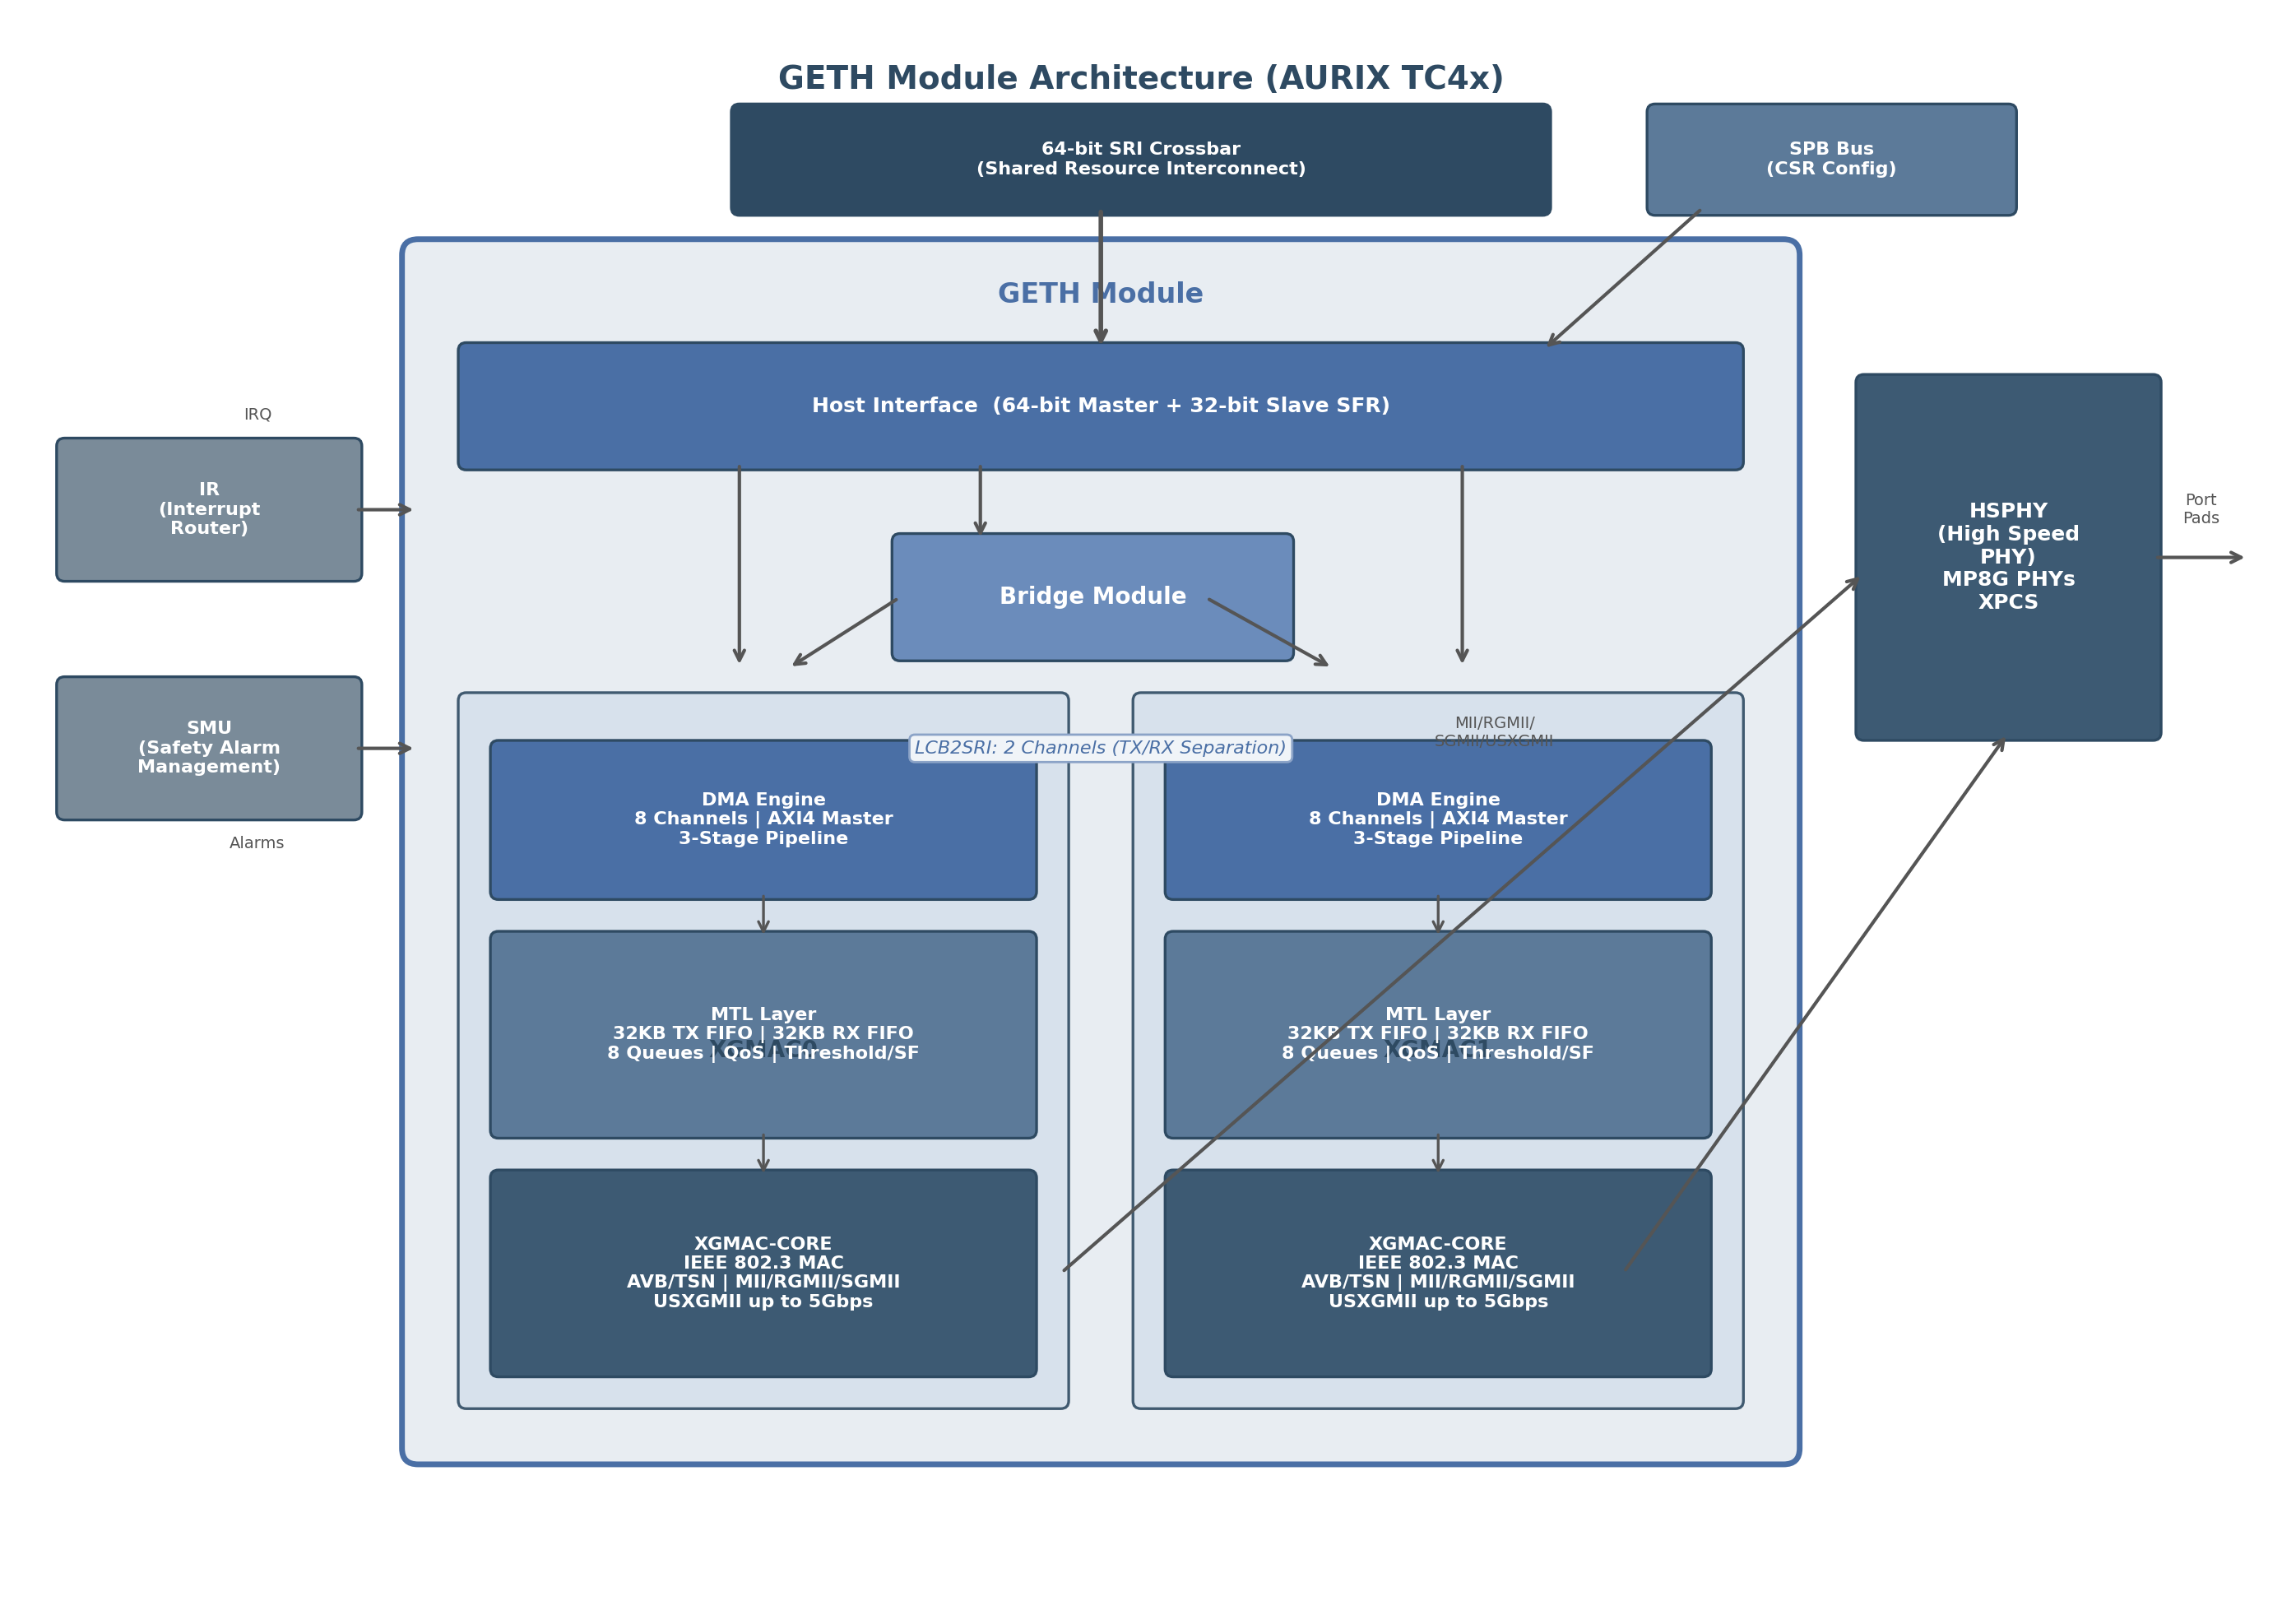 GETH Module Architecture (AURIX TC4x)
64-bit SRI Crossbar
(Shared Resource Interconnect)
SPB Bus
(CSR Config)
GETH Module
Host Interface  (64-bit Master + 32-bit Slave SFR)
IRQ
IR
(Interrupt
Router)
SMU
(Safety Alarm
Management)
Alarms
Bridge Module
HSPHY
(High Speed
PHY)
MP8G PHYs
XPCS
Port
Pads
LCB2SRI: 2 Channels (TX/RX Separation)
MII/RGMII/
SGMII/USXGMII
DMA Engine
8 Channels | AXI4 Master
3-Stage Pipeline
DMA Engine
8 Channels | AXI4 Master
3-Stage Pipeline
MTL Layer
32KB TX FIFO | 32KB RX FIFO
8 Queues | QoS | Threshold/SF
XGMAC0
MTL Layer
32KB TX FIFO | 32KB RX FIFO
8 Queues | QoS | Threshold/SF
XGMAC1
XGMAC-CORE
IEEE 802.3 MAC
AVB/TSN | MII/RGMII/SGMII
USXGMII up to 5Gbps
XGMAC-CORE
IEEE 802.3 MAC
AVB/TSN | MII/RGMII/SGMII
USXGMII up to 5Gbps